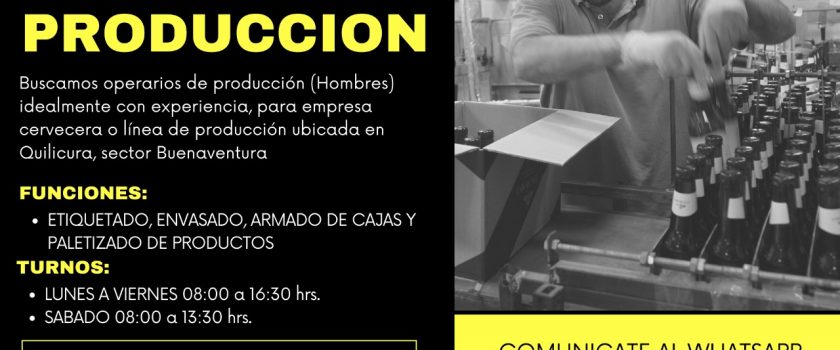 PRODUCCION
Buscamos operarios de producción (Hombres)
idealmente con experiencia, para empresa
cervecera o línea de producción ubicada en
Quilicura, sector Buenaventura
FUNCIONES:
• ETIQUETADO, ENVASADO, ARMADO DE CAJAS Y
PALETIZADO DE PRODUCTOS
TURNOS:
• LUNES A VIERNES 08:00 a 16:30 hrs.
• SABADO 08:00 a 13:30 hrs.
COMUNICATE AL WHATSAPP